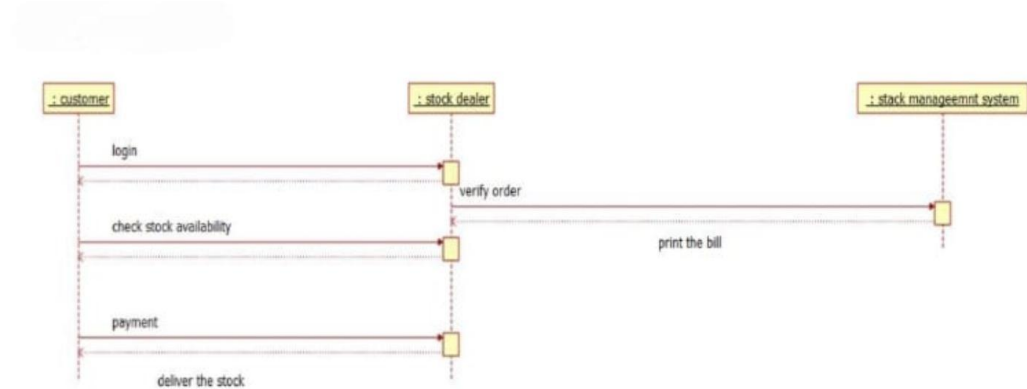 : customer
: stock dealer
: stack manageemnt system
login
verify order
check stock availability
print the bill
payment
deliver the stock